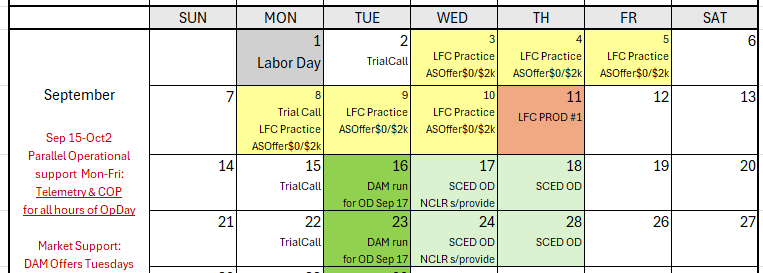 SUN MON TUE WED TH FR SAT
1 2 3 4 5 6
Labor Day TrialCall LFC Practice LFC Practice LFC Practice
ASOffer$0/$2k ASOffer$0/$2k ASOffer$0/$2k
September
7 8 9 10 11 12 13
Trial Call LFC Practice LFC Practice LFC PROD #1
LFC Practice ASOffer$0/$2k ASOffer$0/$2k
ASOffer$0/$2k
Sep 15-Oct2
Parallel Operational
support Mon-Fri:
Telemetry & COP
for all hours of OpDay
14 15 16 17 18 19 20
TrialCall DAM run SCED OD SCED OD
for OD Sep 17 NCLR s/provide
21 22 23 24 28 26 27
TrialCall DAM run SCED OD SCED OD
for OD Sep 17 NCLR s/provide
Market Support:
DAM Offers Tuesdays